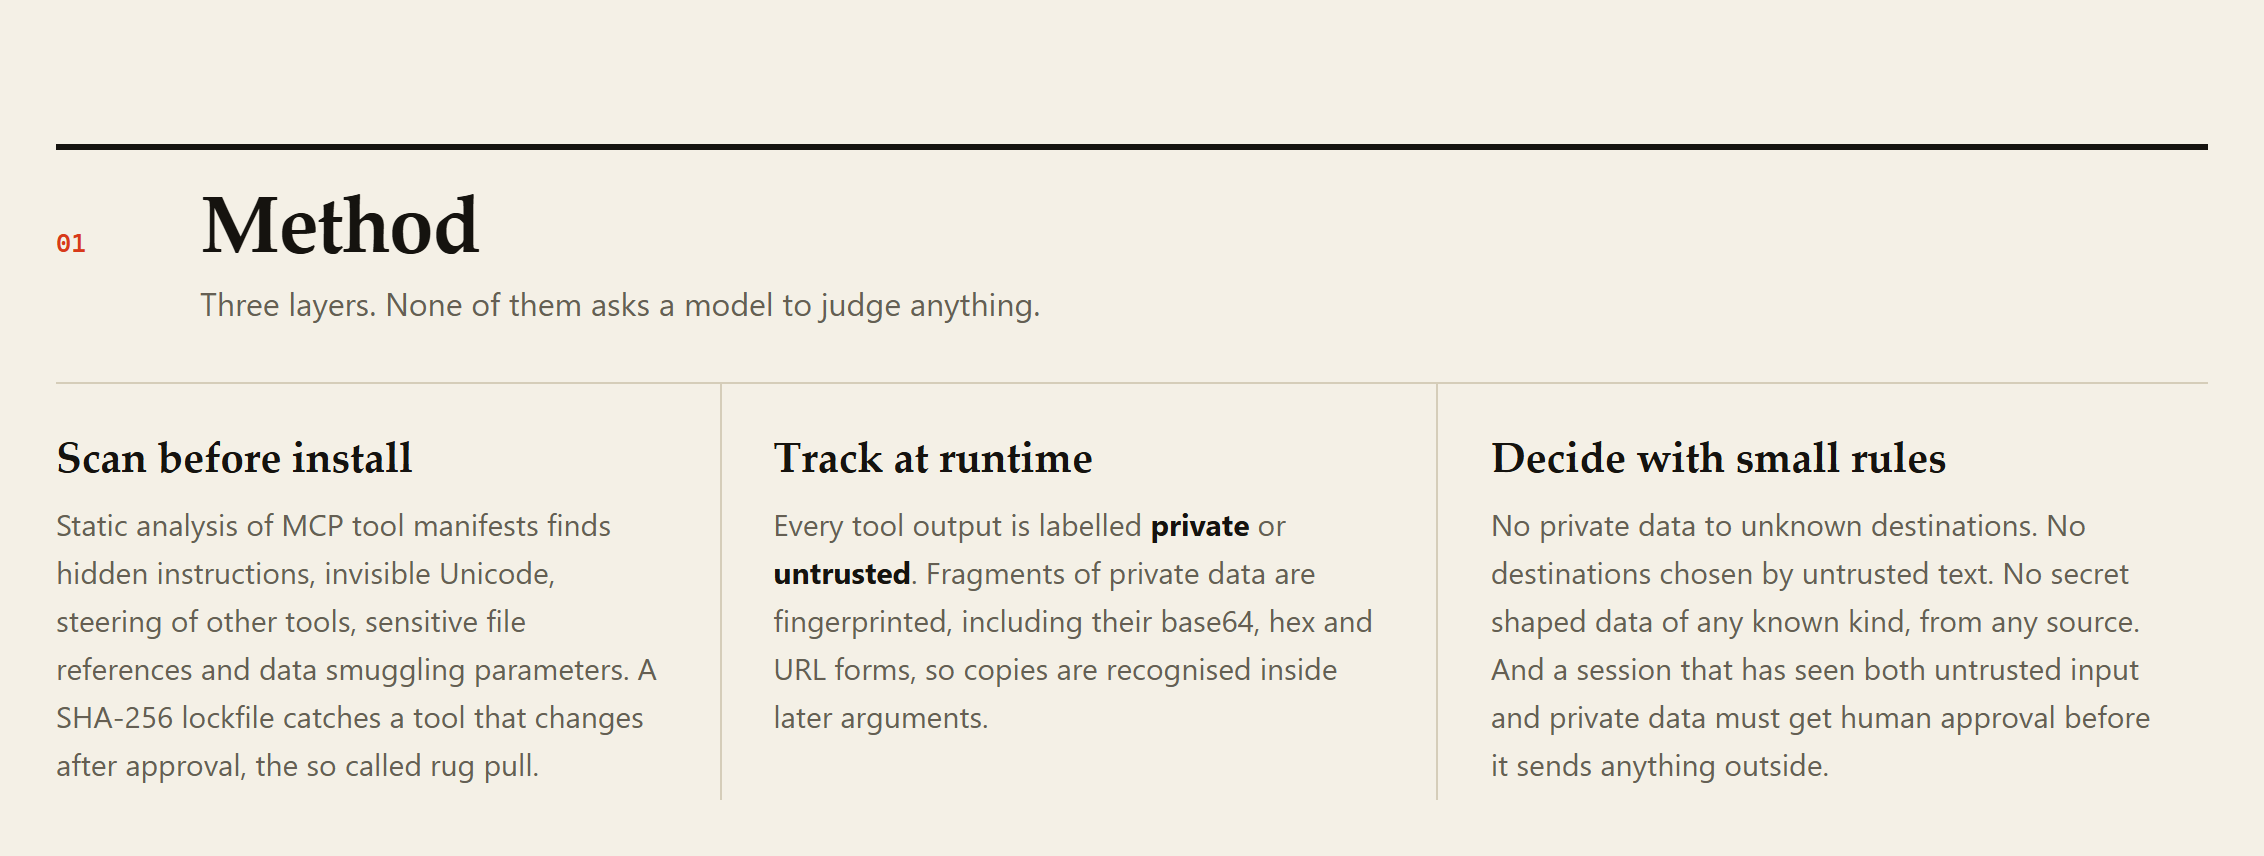 01
Method
Three layers. None of them asks a model to judge anything.
Scan before install
Static analysis of MCP tool manifests finds
hidden instructions, invisible Unicode,
steering of other tools, sensitive file
references and data smuggling parameters. A
SHA-256 lockfile catches a tool that changes
after approval, the so called rug pull.
Track at runtime
Every tool output is labelled private or
untrusted. Fragments of private data are
fingerprinted, including their base64, hex and
URL forms, so copies are recognised inside
later arguments.
Decide with small rules
No private data to unknown destinations. No
destinations chosen by untrusted text. No secret
shaped data of any known kind, from any source.
And a session that has seen both untrusted input
and private data must get human approval before
it sends anything outside.